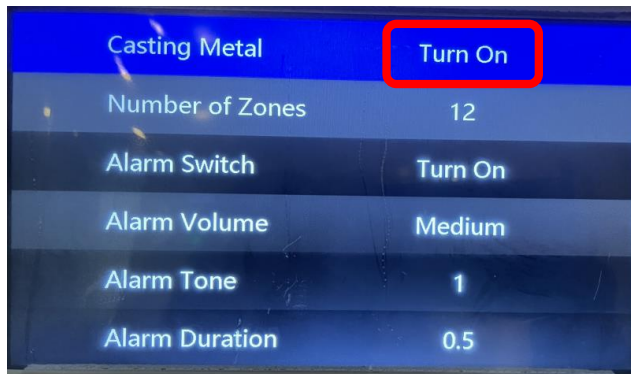 Casting Metal Turn On
Number of Zones 12
Alarm Switch Turn On
Alarm Volume Medium
Alarm Tone 1
Alarm Duration 0.5